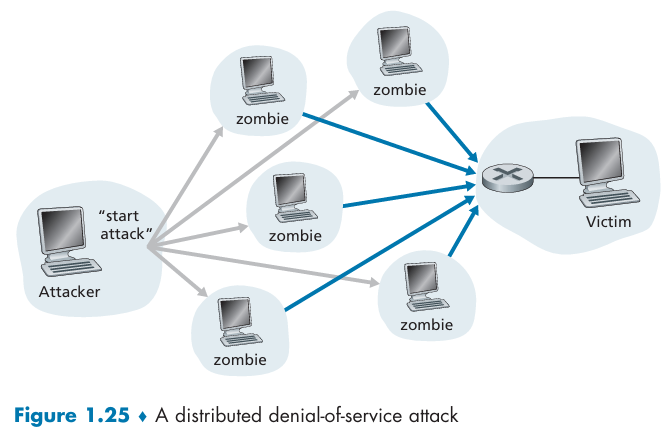 zombie
zombie
"start
attack"
Attacker
zombie
Victim
zombie
zombie
Figure 1.25 ♦ A distributed denial-of-service attack